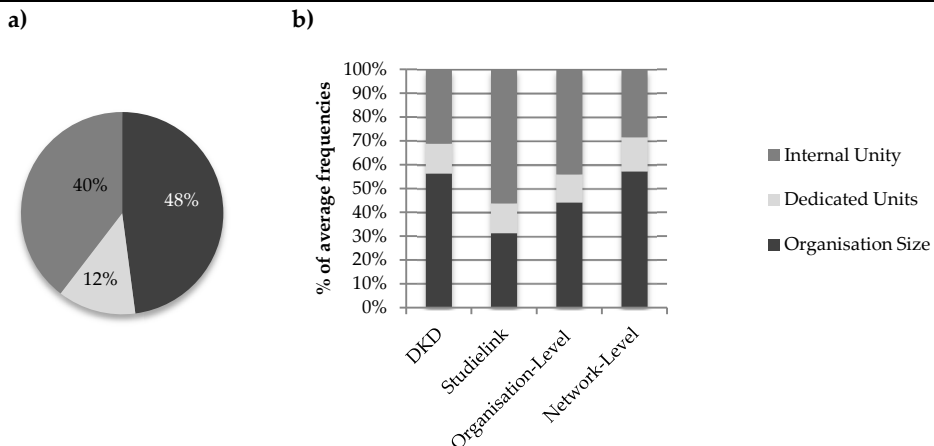 a)
b)
40%
48%
12%
% of average frequencies
100%
90%
80%
70%
60%
50%
40%
30%
20%
10%
0%
DKD
Studielink
Organisation-Level
Network-Level
Internal Unity
Dedicated Units
Organisation Size